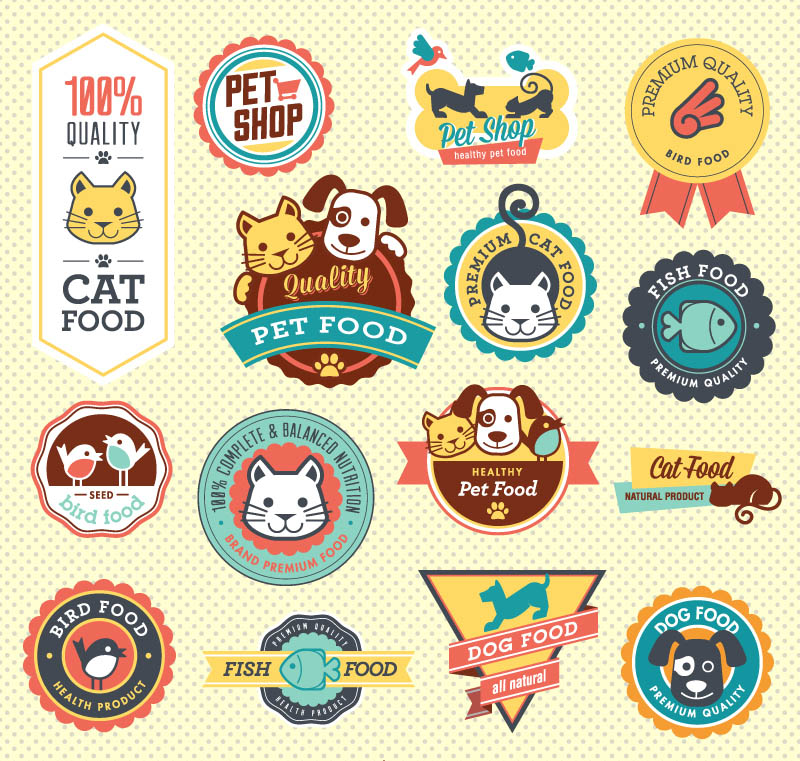 100%
QUALITY
CAT
FOOD
PET
SHOP
Pet Shop
healthy pet food
PREMIUM QUALITY
BIRD FOOD
Quality
PET FOOD
PREMIUM CAT FOOD
FISH FOOD
PREMIUM QUALITY
SEED
bird food
100% COMPLETE & BALANCED NUTRITION
BRAND PREMIUM FOOD
HEALTHY
Pet Food
Cat Food
NATURAL PRODUCT
BIRD FOOD
HEALTH PRODUCT
PREMIUM QUALITY
FISH FOOD
HEALTH PRODUCT
DOG FOOD
all natural
DOG FOOD
PREMIUM QUALITY